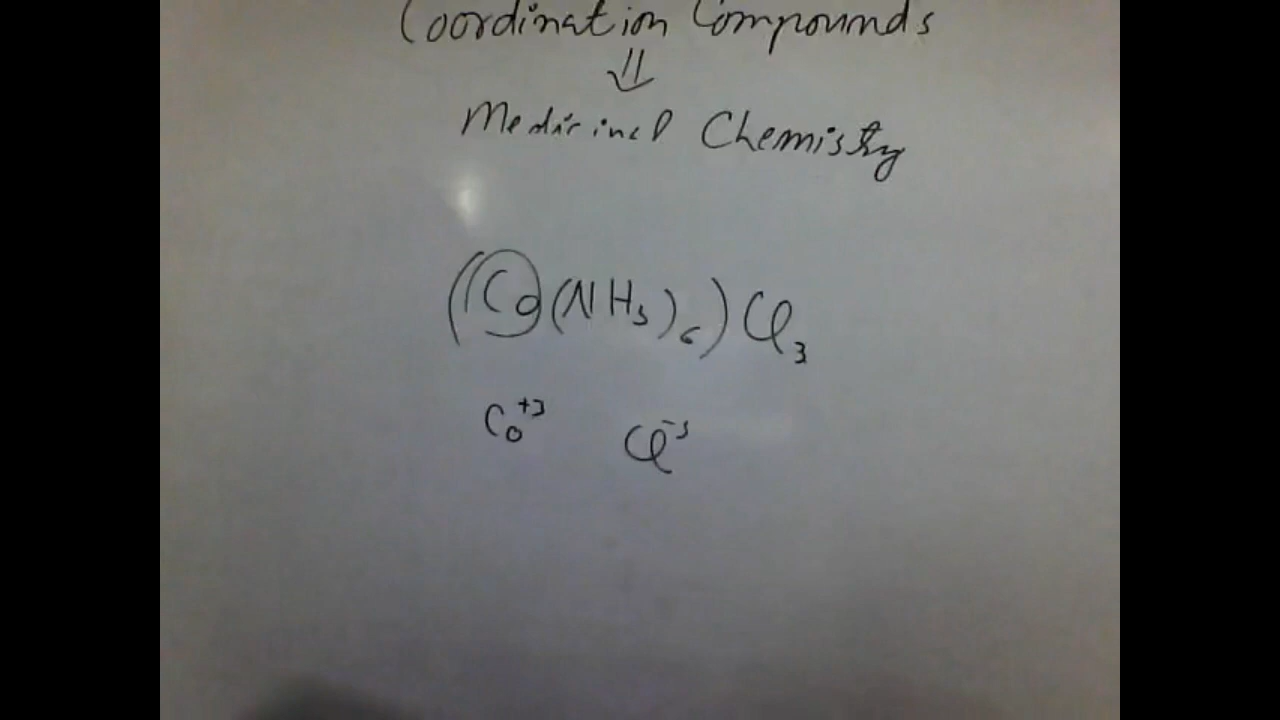 Coordination Compounds
⇓
Medicinal Chemistry
(Co(NH₃)₆)Cl₃
Co⁺³ Cl⁻³